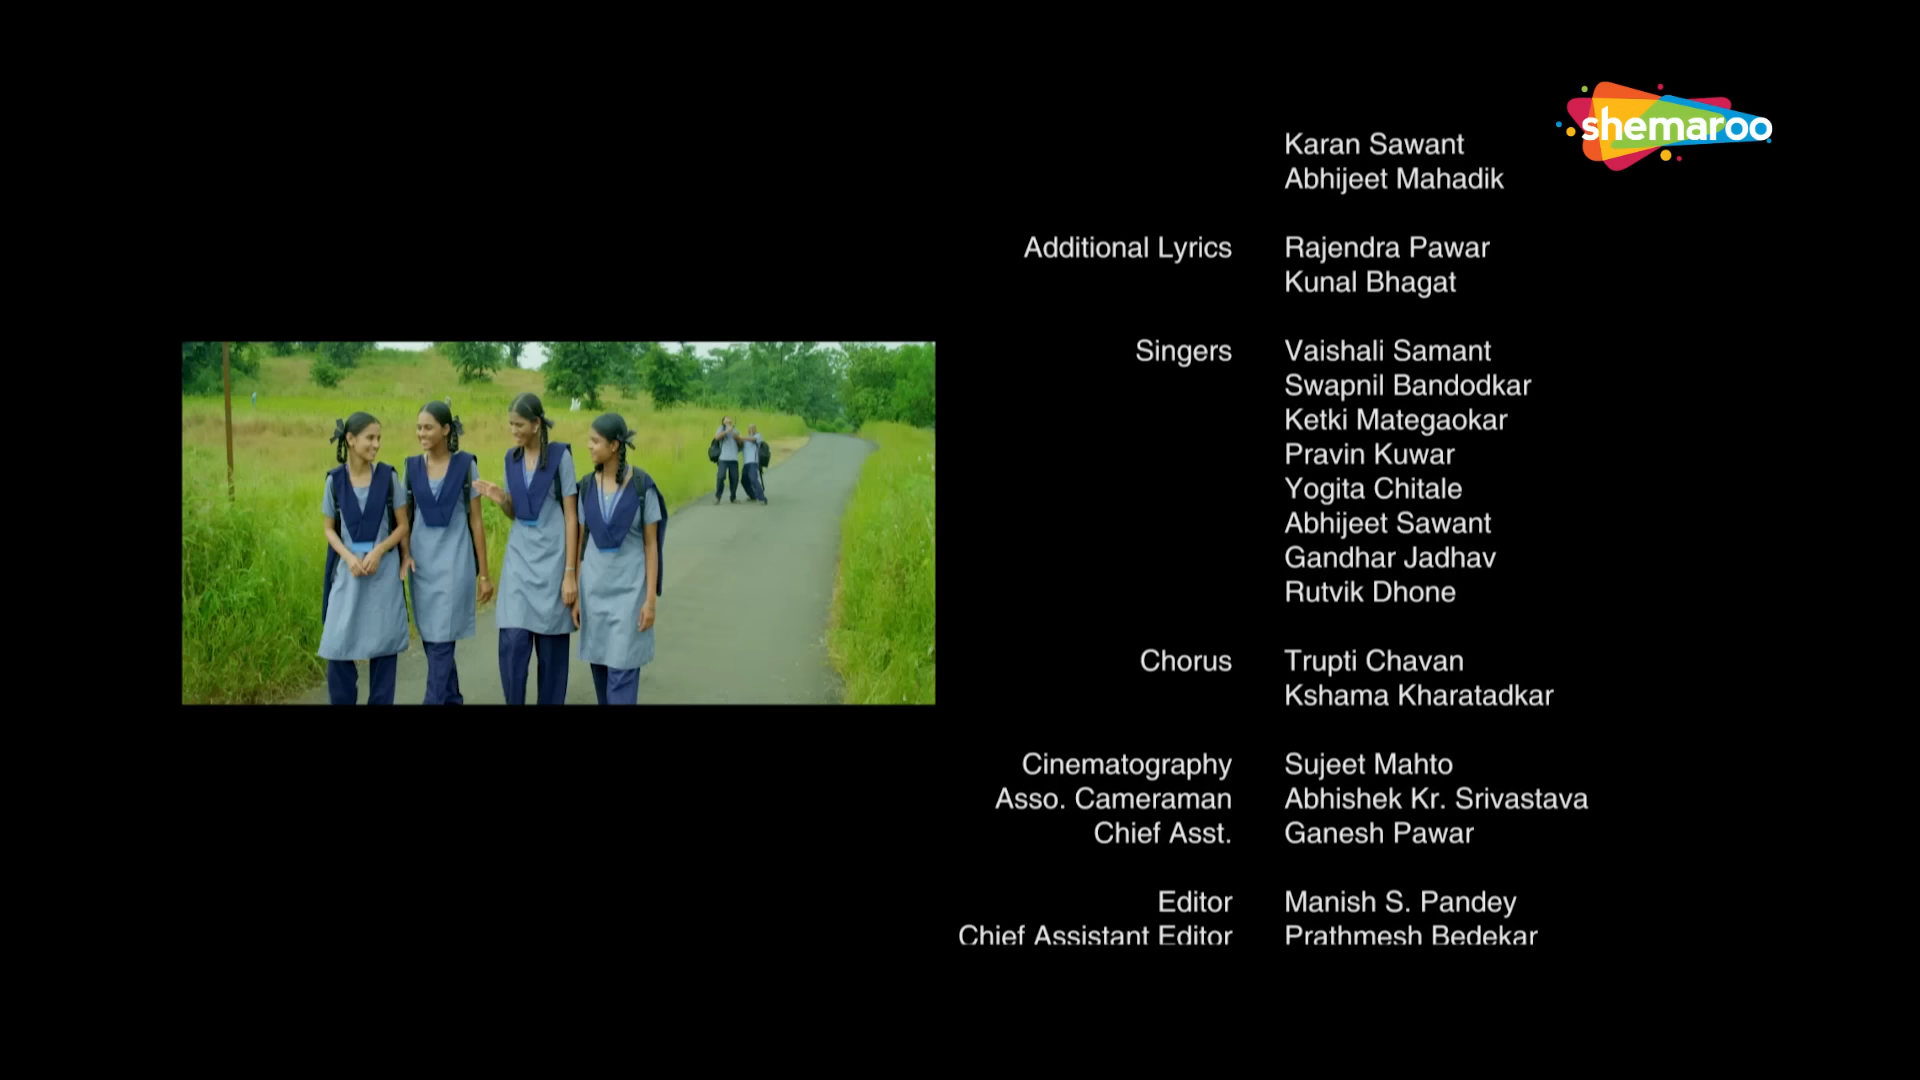 shemaroo
Karan Sawant
Abhijeet Mahadik
Additional Lyrics Rajendra Pawar
Kunal Bhagat
Singers Vaishali Samant
Swapnil Bandodkar
Ketki Mategaokar
Pravin Kuwar
Yogita Chitale
Abhijeet Sawant
Gandhar Jadhav
Rutvik Dhone
Chorus Trupti Chavan
Kshama Kharatadkar
Cinematography Sujeet Mahto
Asso. Cameraman Abhishek Kr. Srivastava
Chief Asst. Ganesh Pawar
Editor Manish S. Pandey
Chief Assistant Editor Prathmesh Bedekar